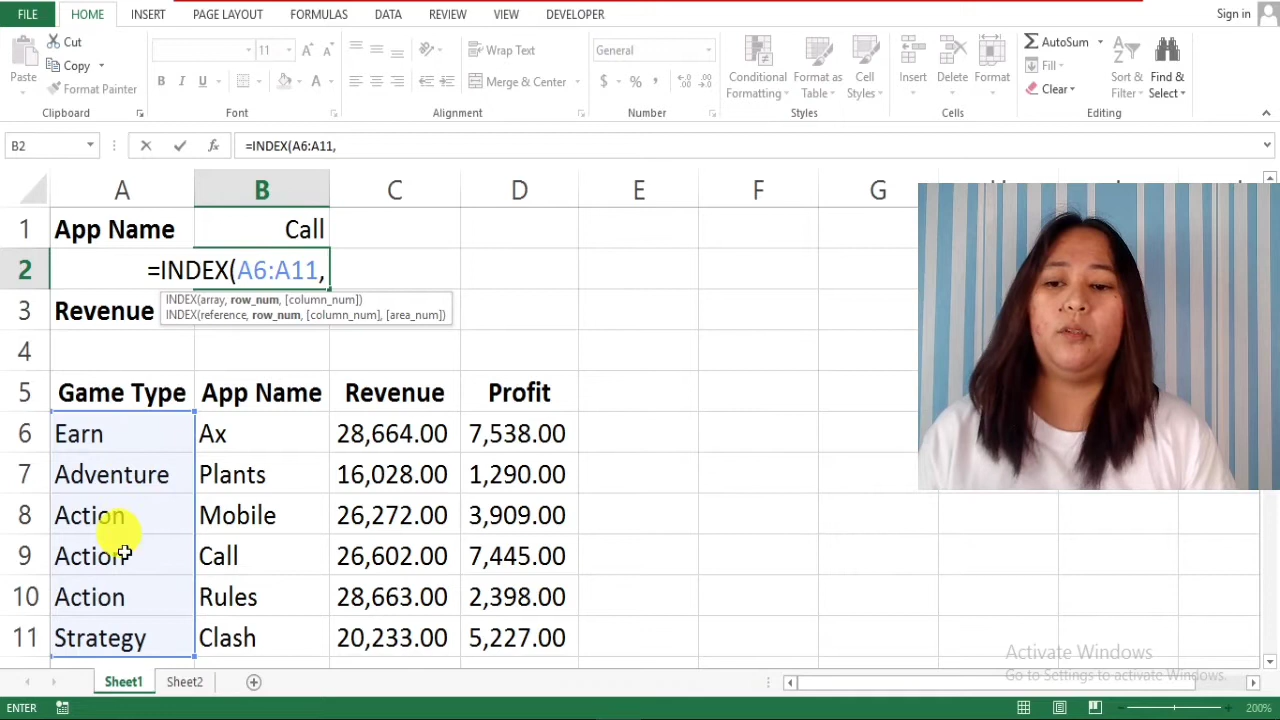 FILE HOME INSERT PAGE LAYOUT FORMULAS DATA REVIEW VIEW DEVELOPER Sign in
Paste Cut Copy Format Painter
Clipboard
11 A A
B I U A
Font
Wrap Text
Merge & Center
Alignment
General
$ % ,
Number
Conditional Formatting Format as Table Cell Styles
Styles
Insert Delete Format
Cells
AutoSum Fill Clear Sort & Filter Find & Select
Editing
B2 fx =INDEX(A6:A11,
A B C D E F G
1 App Name Call
2 =INDEX(A6:A11,
INDEX(array, row_num, [column_num])
INDEX(reference, row_num, [column_num], [area_num])
3 Revenue
4
5 Game Type App Name Revenue Profit
6 Earn Ax 28,664.00 7,538.00
7 Adventure Plants 16,028.00 1,290.00
8 Action Mobile 26,272.00 3,909.00
9 Action Call 26,602.00 7,445.00
10 Action Rules 28,663.00 2,398.00
11 Strategy Clash 20,233.00 5,227.00
Activate Windows
Go to Settings to activate Windows.
Sheet1 Sheet2
ENTER 200%